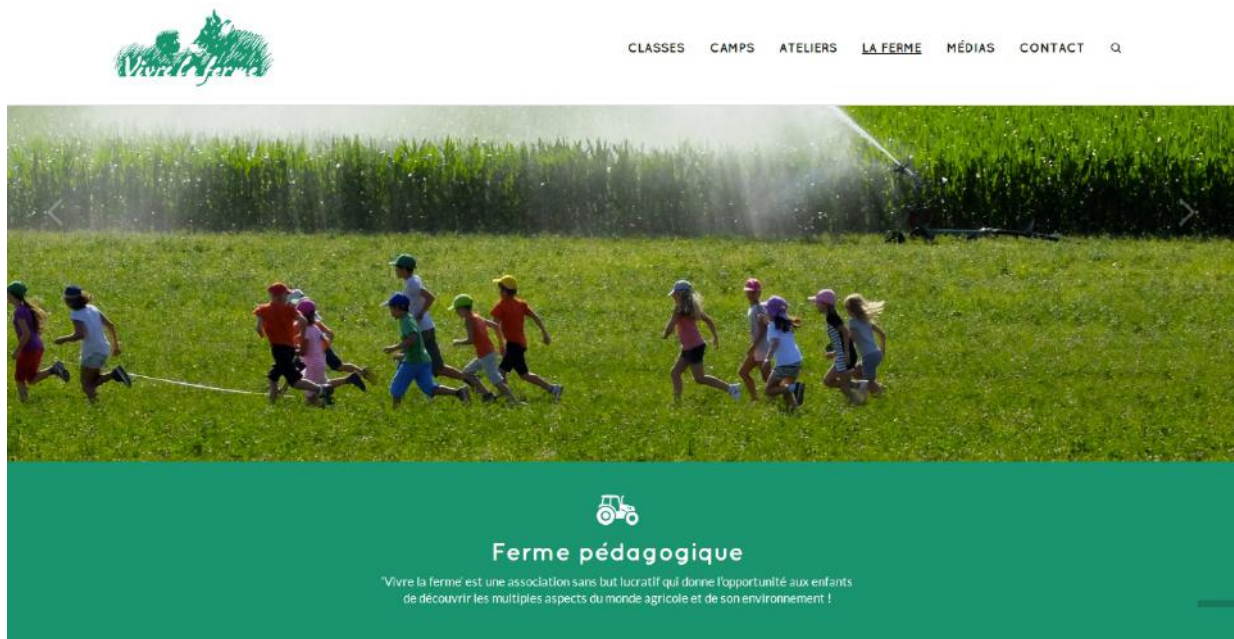 Vivre la ferme
CLASSES CAMPS ATELIERS LA FERME MÉDIAS CONTACT
Ferme pédagogique
'Vivre la ferme' est une association sans but lucratif qui donne l'opportunité aux enfants
de découvrir les multiples aspects du monde agricole et de son environnement !